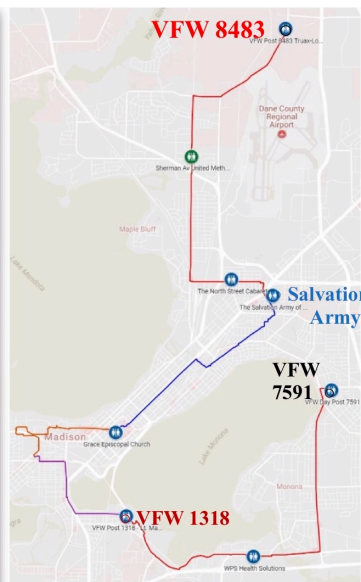 VFW 8483
VFW Post 8483 Truax-Lo...
Dane County
Regional
Airport
Sherman Av United Meth...
Maple Bluff
Lake Mendota
The North Street Cabaret
The Salvation Army of ...
Salvation
Army
VFW
7591
VFW Day Post 7591
Madison
Grace Episcopal Church
Lake Monona
Monona
VFW 1318
VFW Post 1318 - Lt. Ma...
WPS Health Solutions